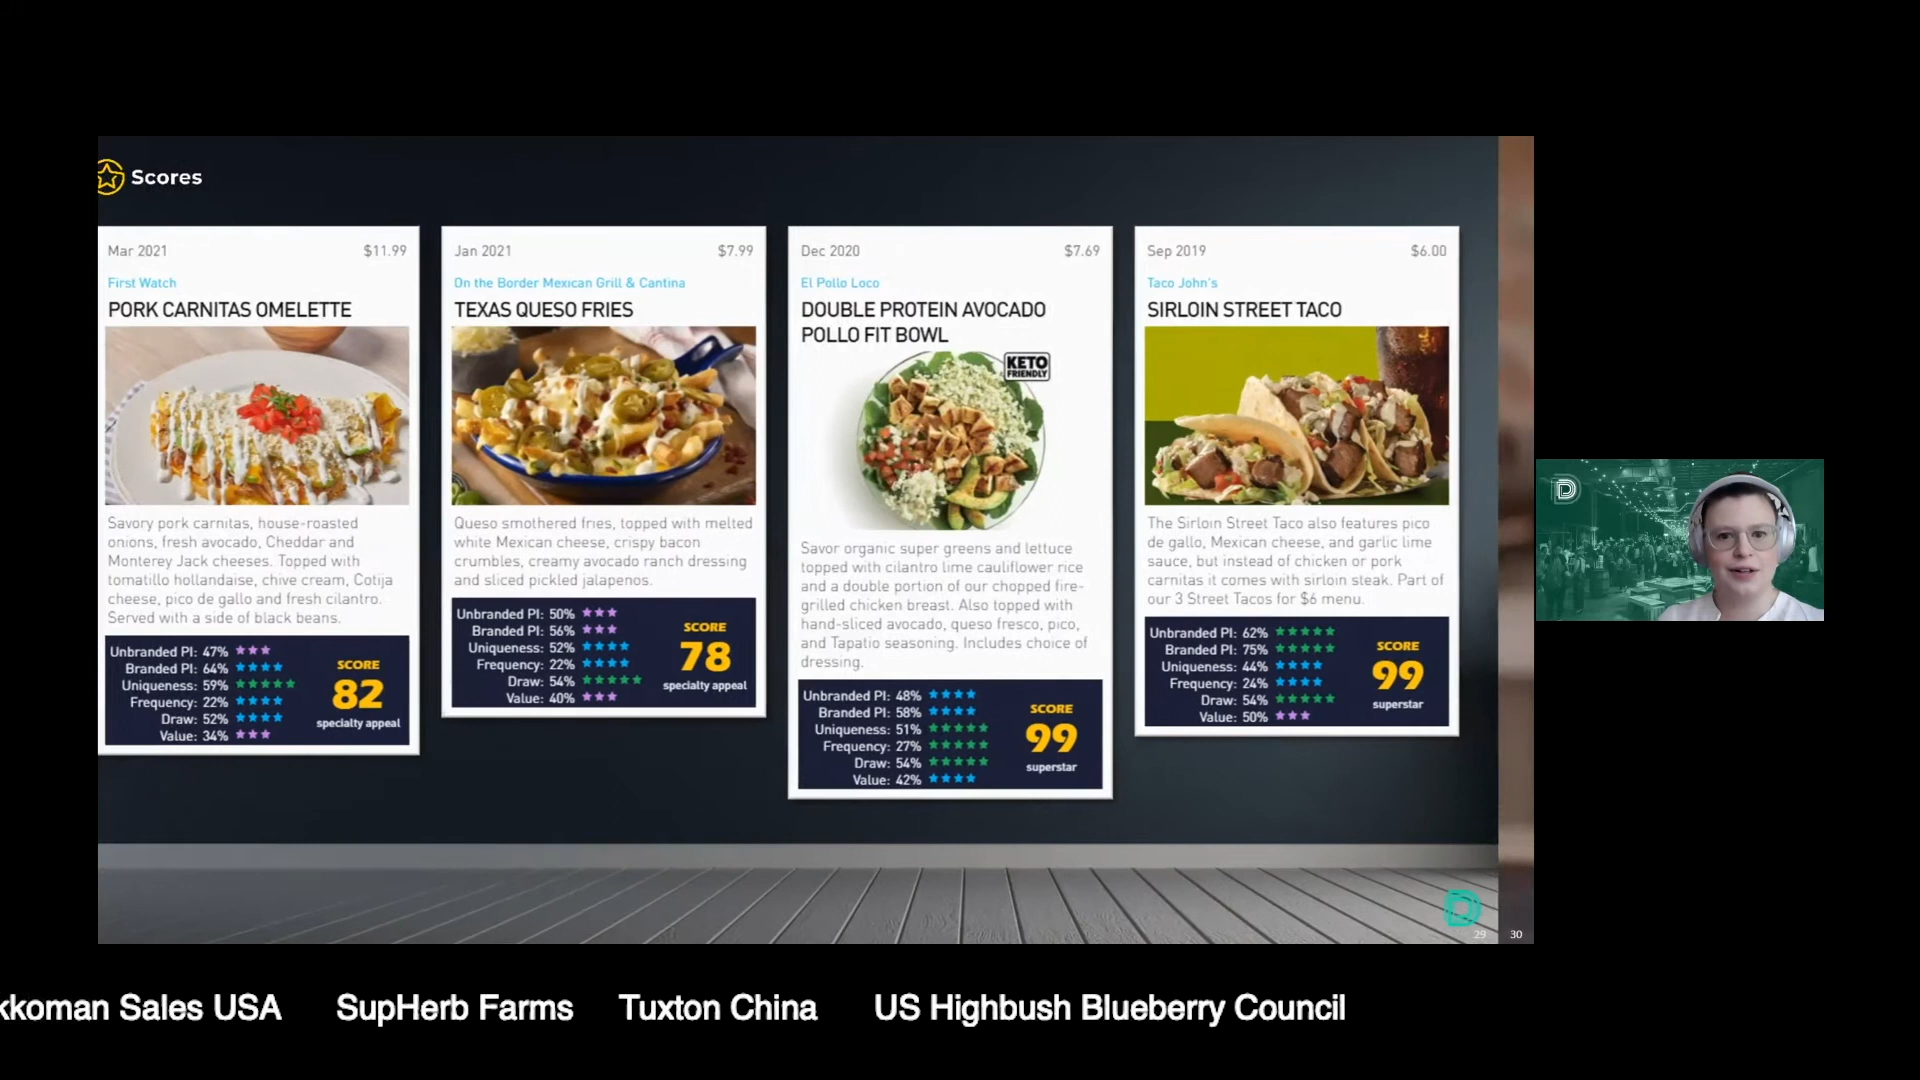 Scores
Mar 2021 $11.99
First Watch
PORK CARNITAS OMELETTE
Savory pork carnitas, house-roasted
onions, fresh avocado, Cheddar and
Monterey Jack cheeses. Topped with
tomatillo hollandaise, chive cream, Cotija
cheese, pico de gallo and fresh cilantro.
Served with a side of black beans.
Unbranded PI: 47% ★★★
Branded PI: 64% ★★★★
Uniqueness: 59% ★★★★★
Frequency: 22% ★★★★
Draw: 52% ★★★★
Value: 34% ★★★
SCORE
82
specialty appeal
Jan 2021 $7.99
On the Border Mexican Grill & Cantina
TEXAS QUESO FRIES
Queso smothered fries, topped with melted
white Mexican cheese, crispy bacon
crumbles, creamy avocado ranch dressing
and sliced pickled jalapenos.
Unbranded PI: 50% ★★★
Branded PI: 56% ★★★
Uniqueness: 52% ★★★★
Frequency: 22% ★★★★
Draw: 54% ★★★★★
Value: 40% ★★★
SCORE
78
specialty appeal
Dec 2020 $7.69
El Pollo Loco
DOUBLE PROTEIN AVOCADO
POLLO FIT BOWL
KETO
FRIENDLY
Savor organic super greens and lettuce
topped with cilantro lime cauliflower rice
and a double portion of our chopped fire-
grilled chicken breast. Also topped with
hand-sliced avocado, queso fresco, pico,
and Tapatio seasoning. Includes choice of
dressing.
Unbranded PI: 48% ★★★★
Branded PI: 58% ★★★★
Uniqueness: 51% ★★★★★
Frequency: 27% ★★★★★
Draw: 54% ★★★★★
Value: 42% ★★★★
SCORE
99
superstar
Sep 2019 $6.00
Taco John's
SIRLOIN STREET TACO
The Sirloin Street Taco also features pico
de gallo, Mexican cheese, and garlic lime
sauce, but instead of chicken or pork
carnitas it comes with sirloin steak. Part of
our 3 Street Tacos for $6 menu.
Unbranded PI: 62% ★★★★★
Branded PI: 75% ★★★★★
Uniqueness: 44% ★★★★
Frequency: 24% ★★★★
Draw: 54% ★★★★★
Value: 50% ★★★
SCORE
99
superstar
D
D
29 30
kkoman Sales USA SupHerb Farms Tuxton China US Highbush Blueberry Council